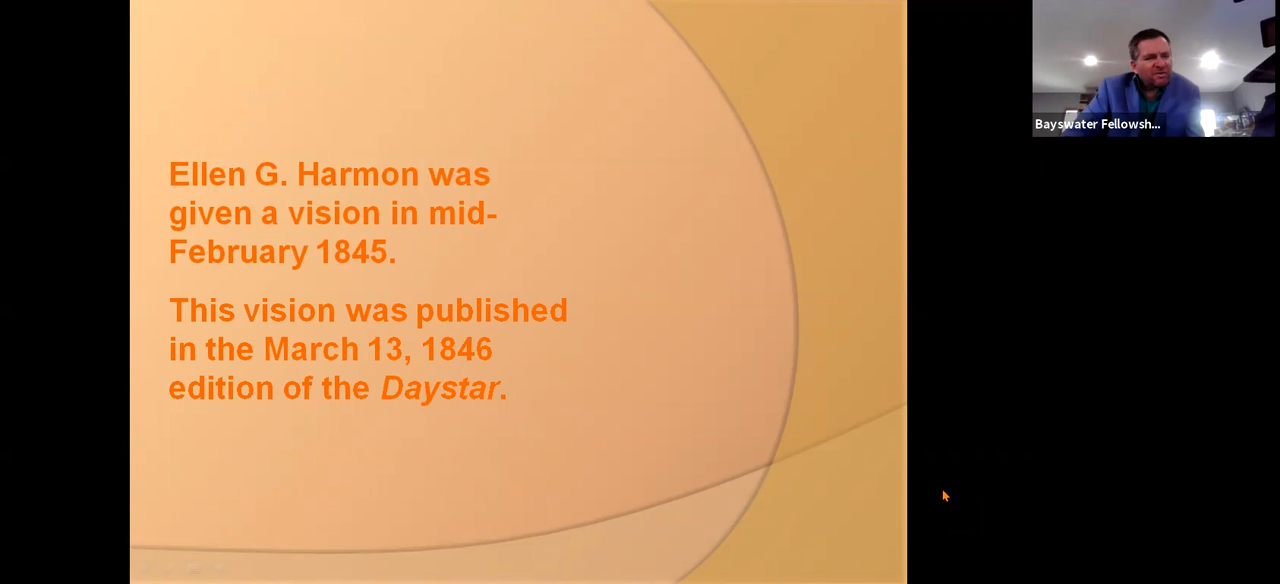 Ellen G. Harmon was
given a vision in mid-
February 1845.
This vision was published
in the March 13, 1846
edition of the Daystar.
Bayswater Fellowsh...